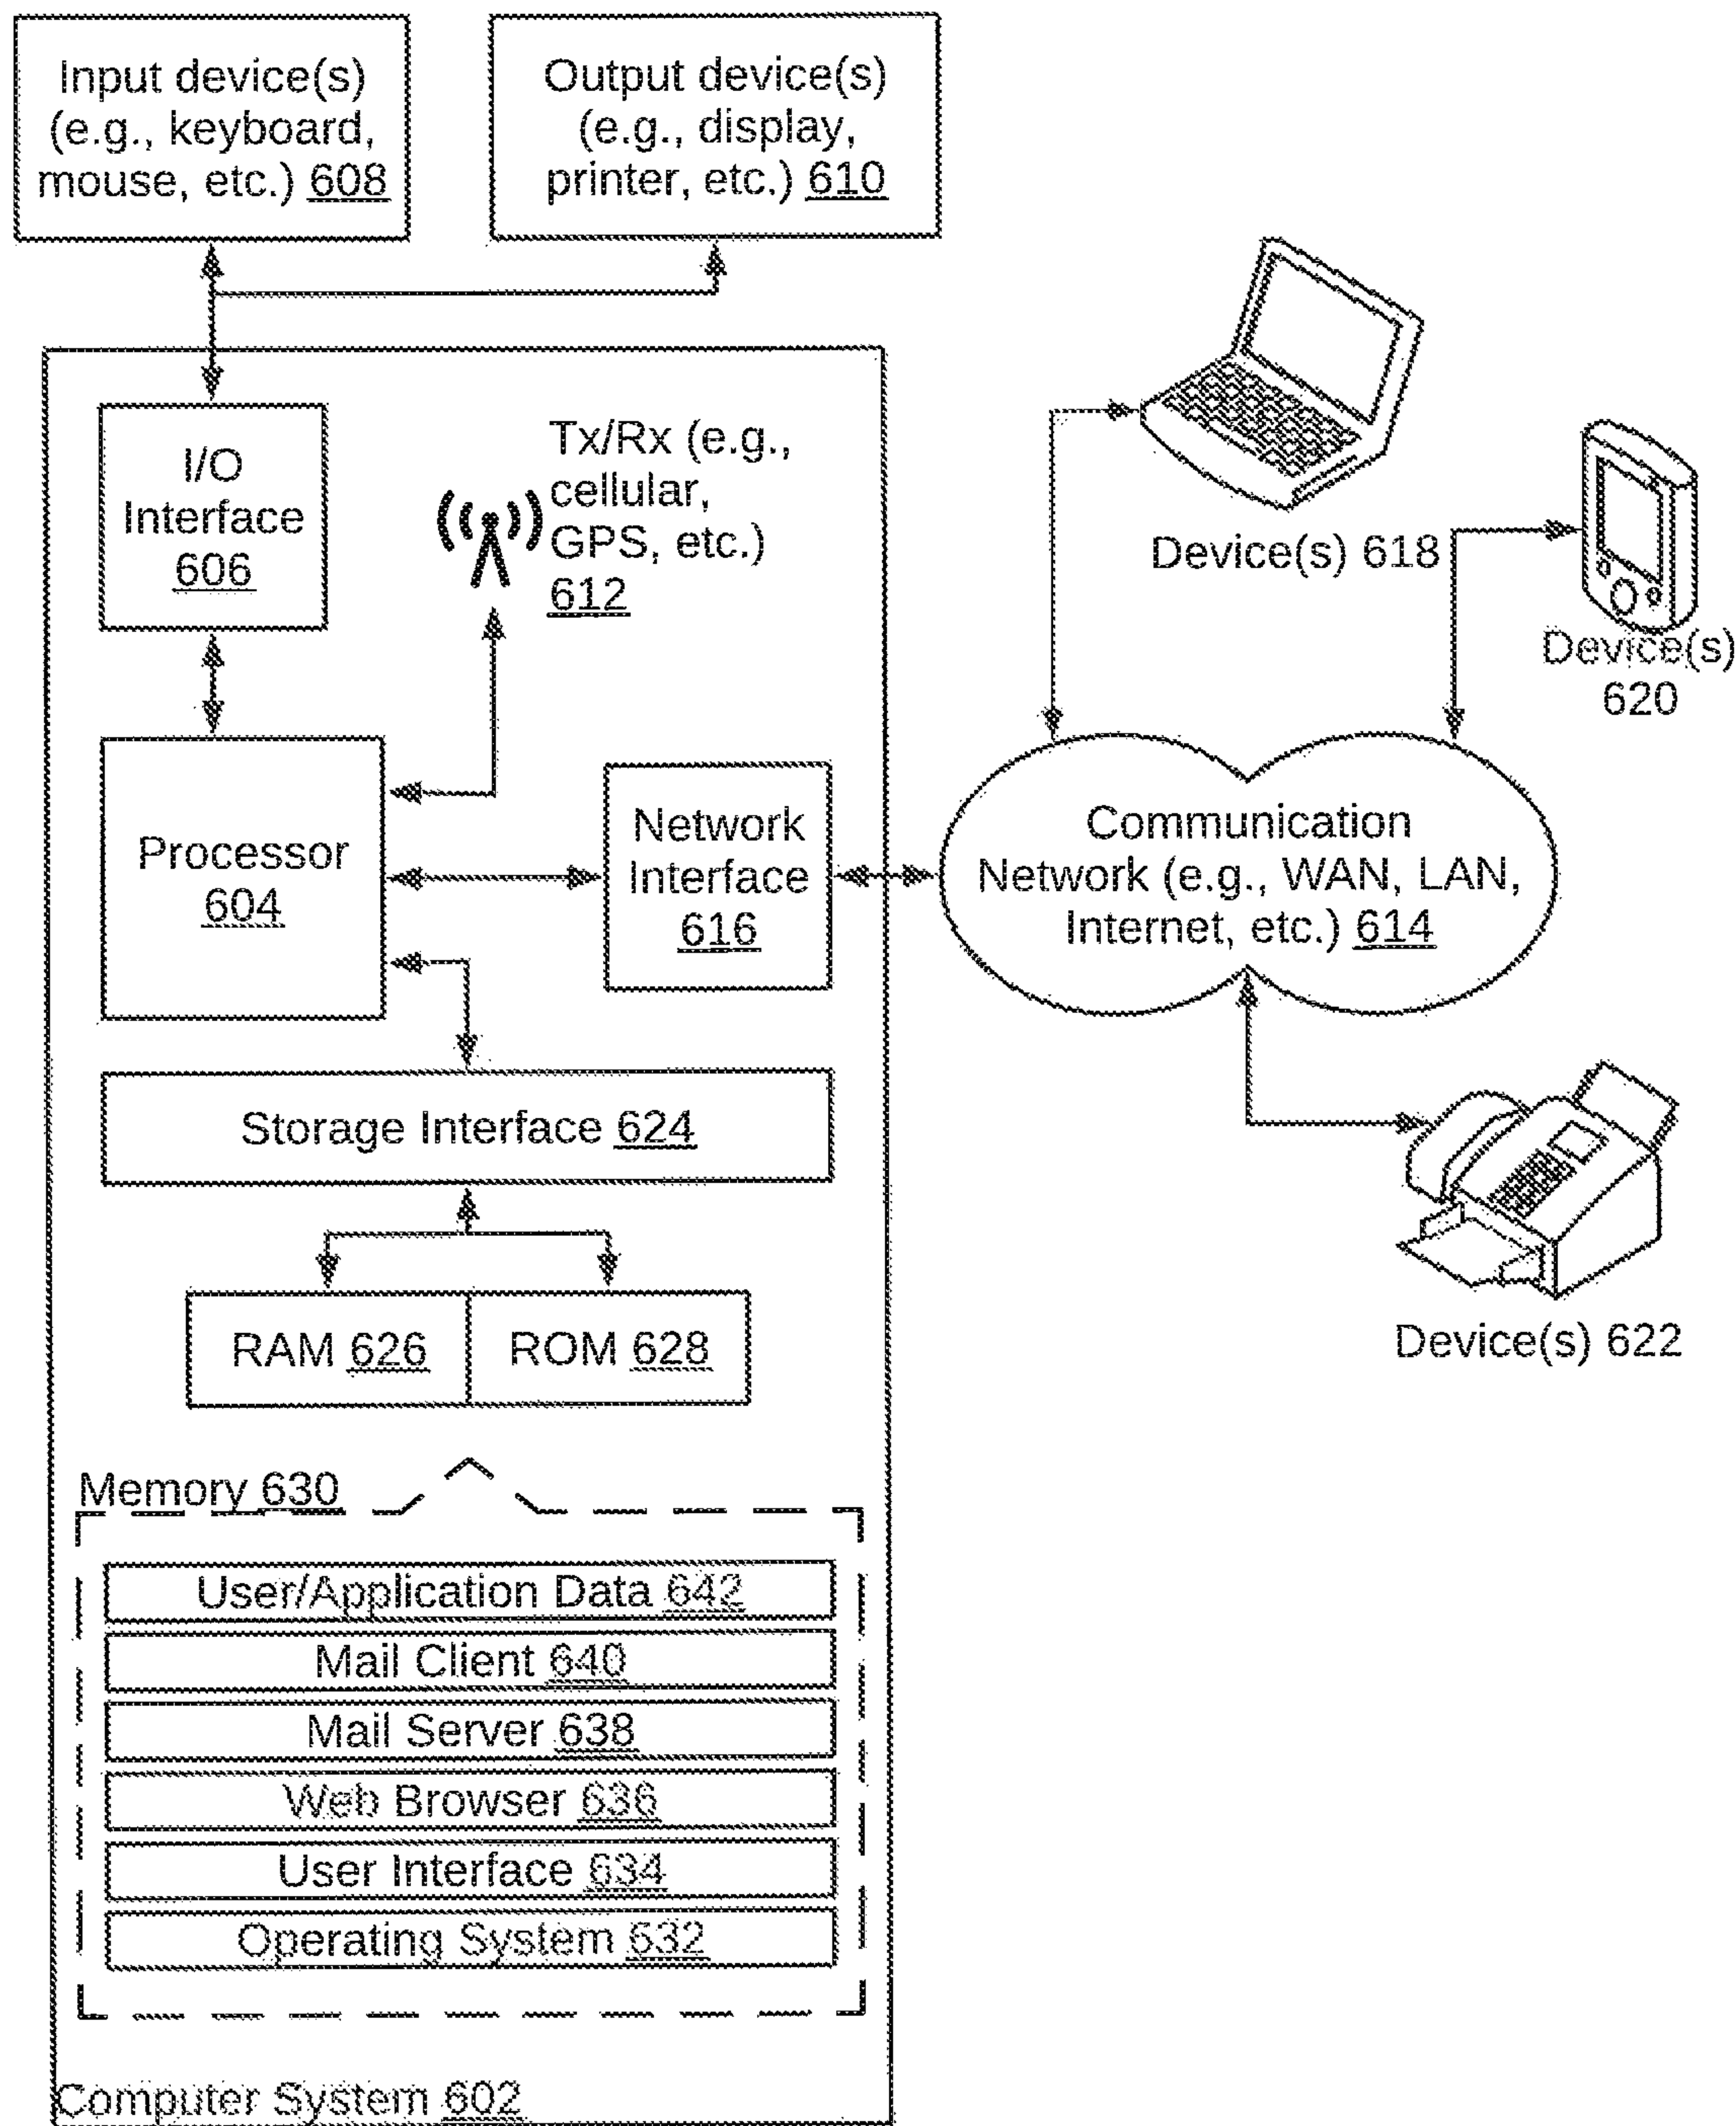 Input device(s)
(e.g., keyboard,
mouse, etc.) 608
Output device(s)
(e.g., display,
printer, etc.) 610
I/O
Interface
606
Tx/Rx (e.g.,
cellular,
GPS, etc.)
612
Device(s) 618
Device(s)
620
Processor
604
Network
Interface
616
Communication
Network (e.g., WAN, LAN,
Internet, etc.) 614
Storage Interface 624
RAM 626
ROM 628
Device(s) 622
Memory 630
User/Application Data 642
Mail Client 640
Mail Server 638
Web Browser 636
User Interface 634
Operating System 632
Computer System 602